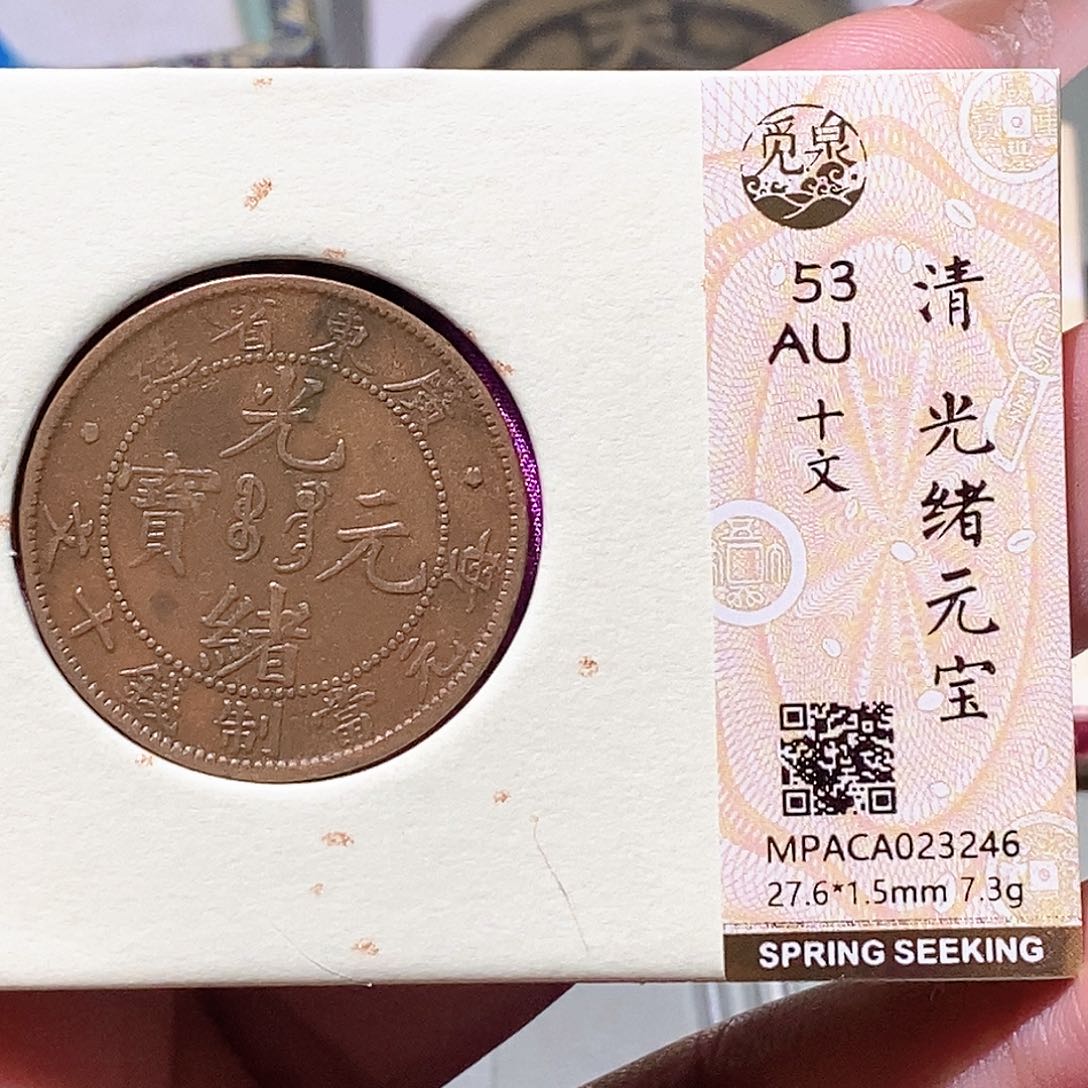 廣東省造
光緒元寶
每元當制錢十文
觅泉
清 光绪元宝
53
AU
十文
MPACA023246
27.6*1.5mm 7.3g
SPRING SEEKING
天